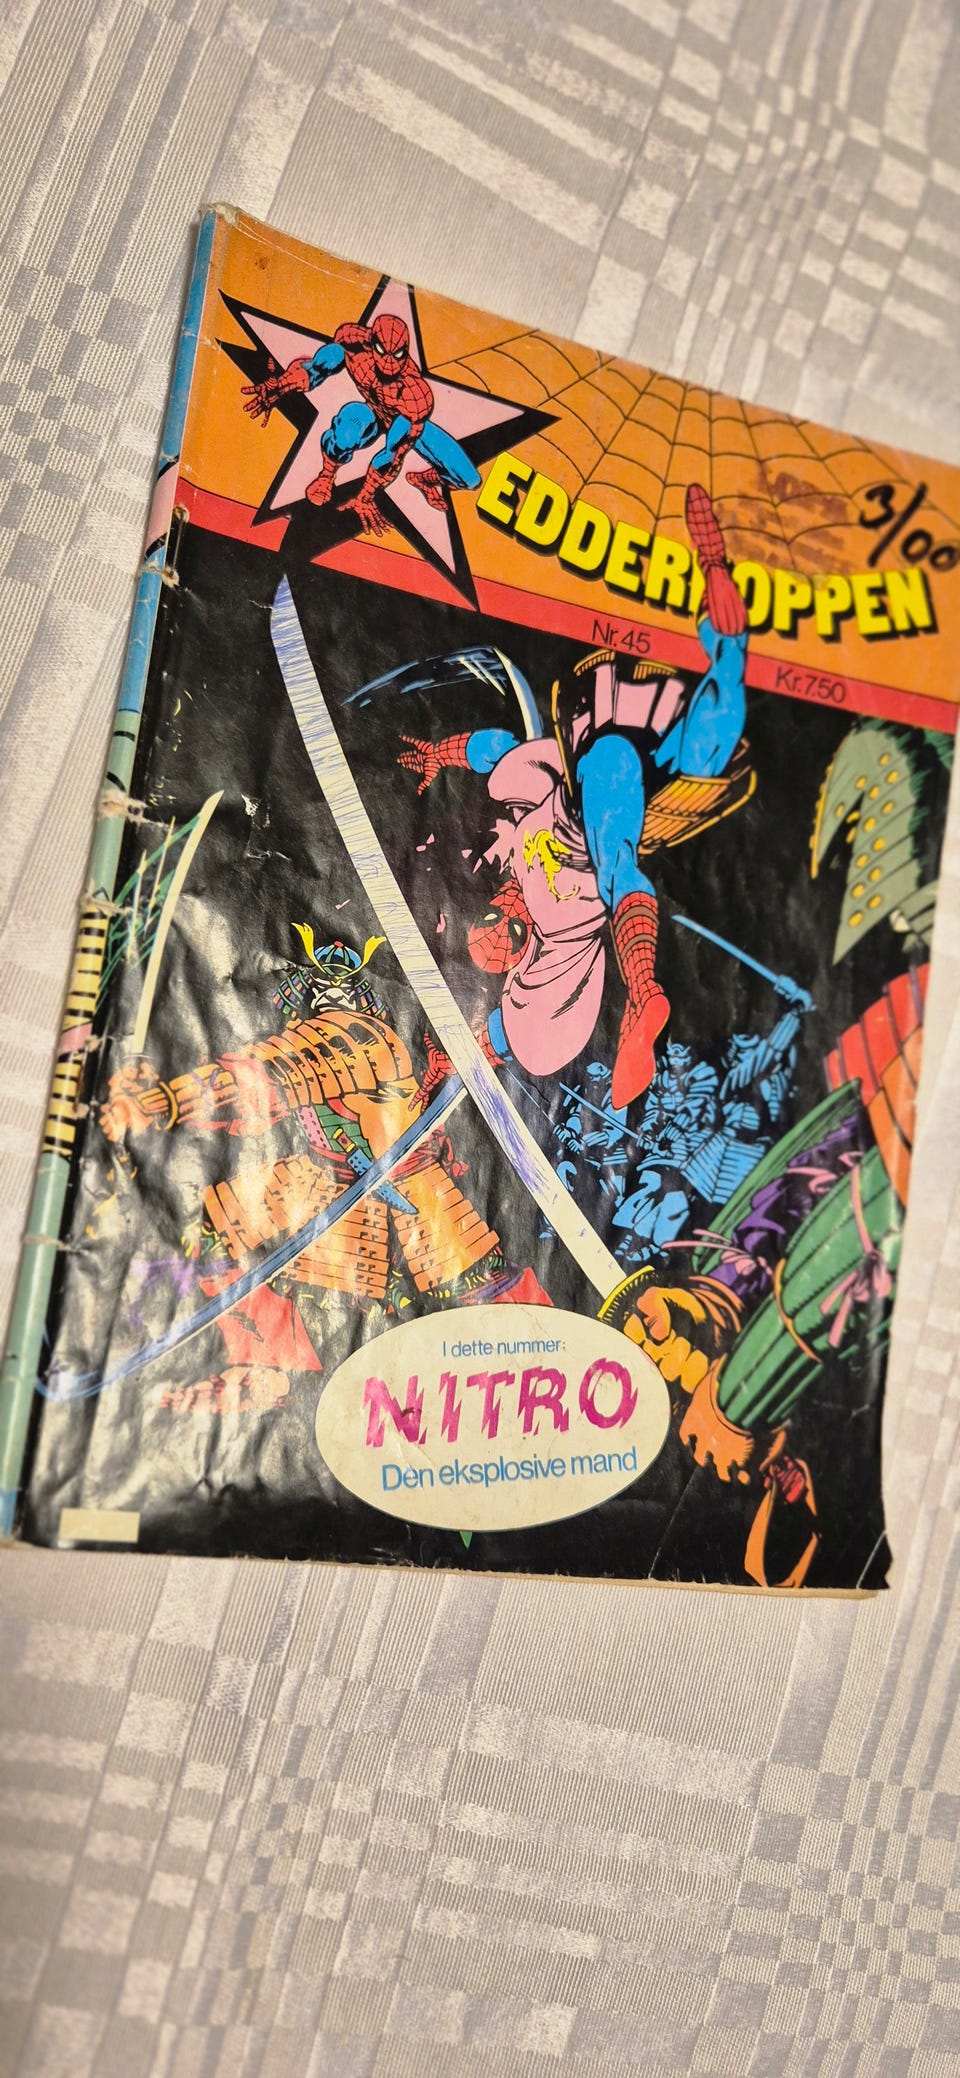 3/00
EDDERKOPPEN
Nr. 45
Kr. 7.50
I dette nummer:
NITRO
Den eksplosive mand